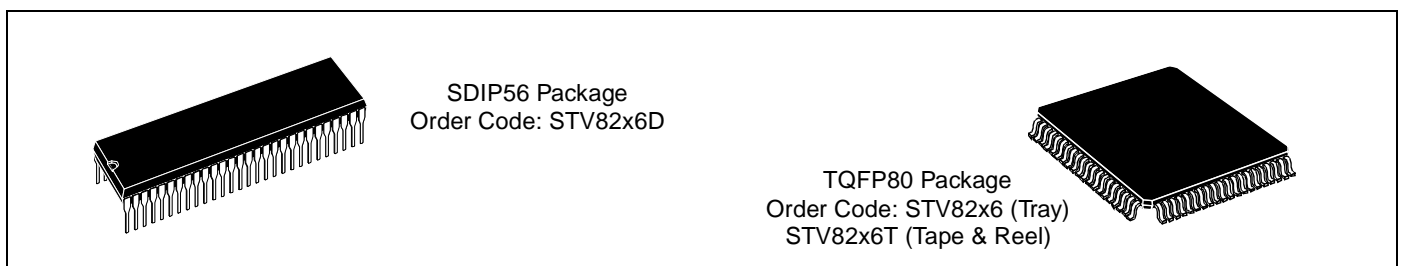 SDIP56 Package
Order Code: STV82x6D
TQFP80 Package
Order Code: STV82x6 (Tray)
STV82x6T (Tape & Reel)